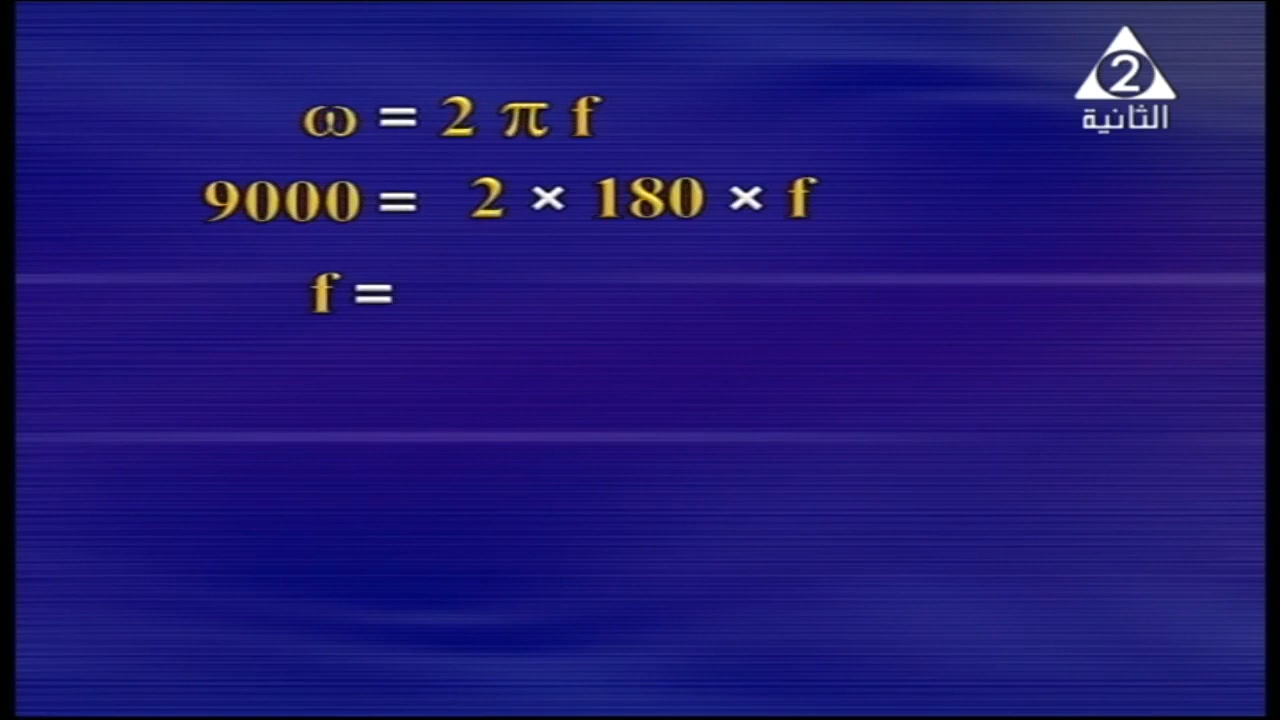 2
الثانية
ω = 2 π f
9000 = 2 × 180 × f
f =